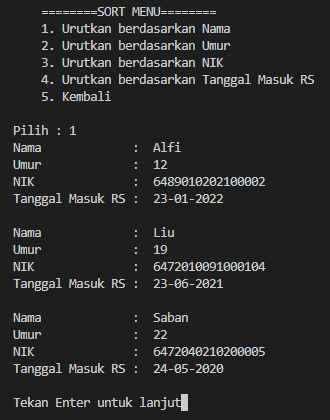 ========SORT MENU========
1. Urutkan berdasarkan Nama
2. Urutkan berdasarkan Umur
3. Urutkan berdasarkan NIK
4. Urutkan berdasarkan Tanggal Masuk RS
5. Kembali
Pilih : 1
Nama : Alfi
Umur : 12
NIK : 6489010202100002
Tanggal Masuk RS : 23-01-2022
Nama : Liu
Umur : 19
NIK : 6472010091000104
Tanggal Masuk RS : 23-06-2021
Nama : Saban
Umur : 22
NIK : 6472040210200005
Tanggal Masuk RS : 24-05-2020
Tekan Enter untuk lanjut